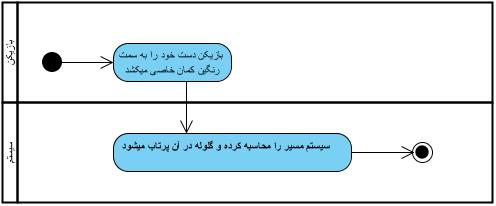 بازیکن
بازیکن دست خود را به سمت
رنگین کمان خاصی میکشد
سیستم
سیستم مسیر را محاسبه کرده و گلوله در آن پرتاب میشود